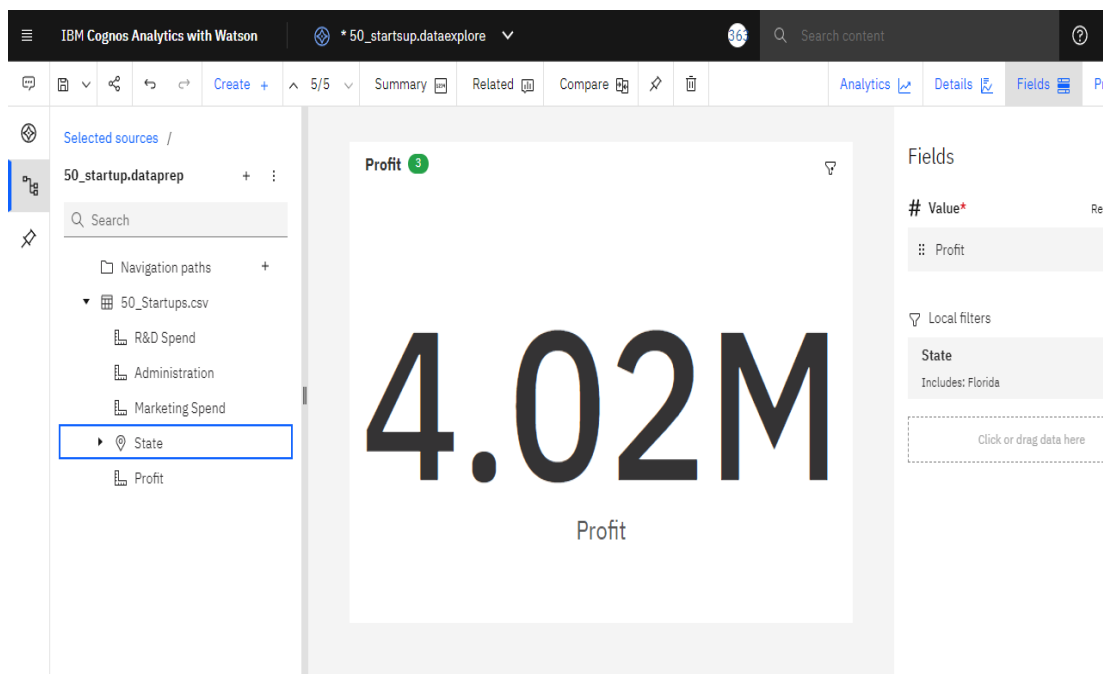 IBM Cognos Analytics with Watson
* 50_startsup.dataexplore
363
Search content
Create +
5/5
Summary
Related
Compare
Analytics
Details
Fields
Selected sources /
50_startup.dataprep
Search
Navigation paths
50_Startups.csv
R&D Spend
Administration
Marketing Spend
State
Profit
Profit 3
4.02M
Profit
Fields
# Value*
Re
Profit
Local filters
State
Includes: Florida
Click or drag data here